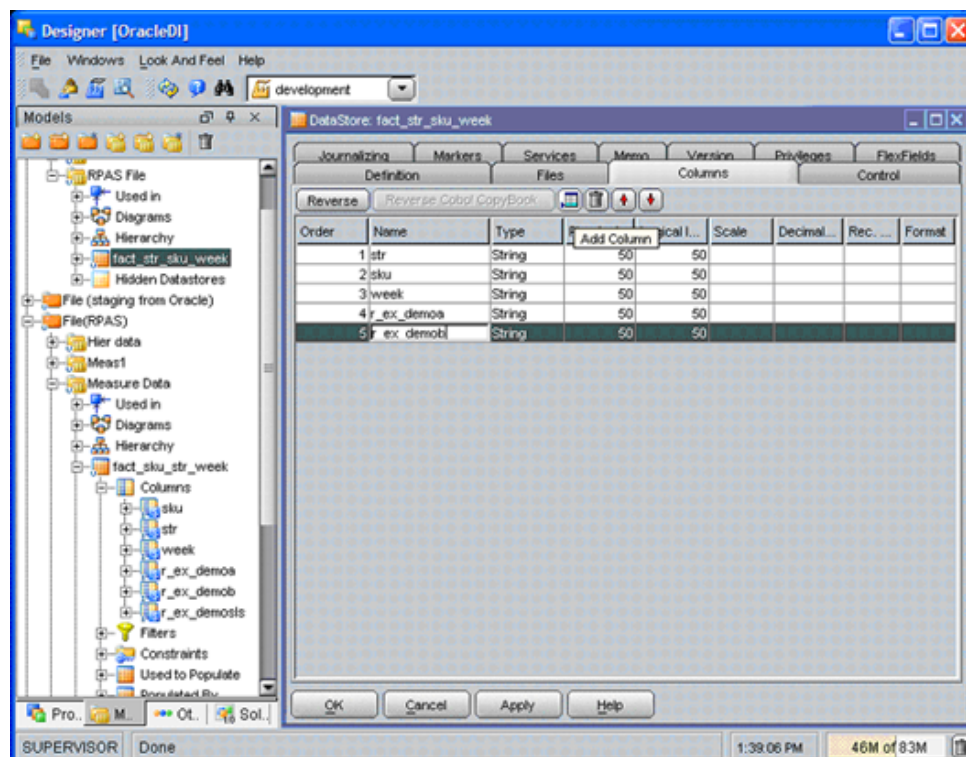 Designer [OracleDI]
File Windows Look And Feel Help
development
Models
RPAS File
Used in
Diagrams
Hierarchy
fact_str_sku_week
Hidden Datastores
File (staging from Oracle)
File(RPAS)
Hier data
Meas1
Measure Data
Used in
Diagrams
Hierarchy
fact_sku_str_week
Columns
sku
str
week
r_ex_demoa
r_ex_demob
r_ex_demosls
Filters
Constraints
Used to Populate
Populated By
Pro.. M... Ot.. Sol..
DataStore: fact_str_sku_week
Journalizing Markers Services Memo Version Privileges FlexFields
Definition Files Columns Control
Reverse Reverse Cobol CopyBook
Order Name Type Scale Decimal... Rec. ... Format
Add Column
1 str String 50 50
2 sku String 50 50
3 week String 50 50
4 r_ex_demoa String 50 50
5 r_ex_demob String 50 50
OK Cancel Apply Help
SUPERVISOR Done 1:39:06 PM 46M of 83M